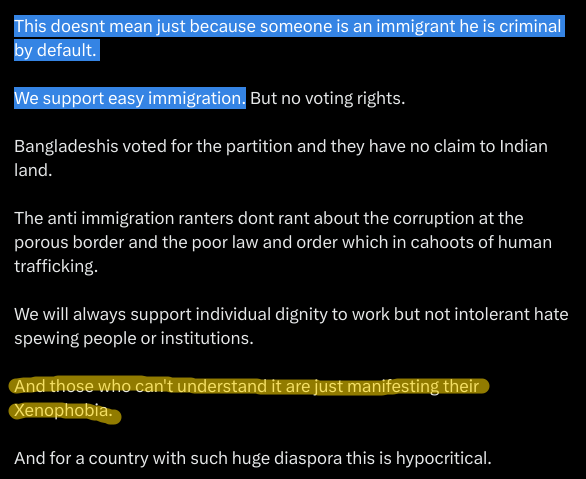 This doesnt mean just because someone is an immigrant he is criminal
by default.
We support easy immigration. But no voting rights.
Bangladeshis voted for the partition and they have no claim to Indian
land.
The anti immigration ranters dont rant about the corruption at the
porous border and the poor law and order which in cahoots of human
trafficking.
We will always support individual dignity to work but not intolerant hate
spewing people or institutions.
And those who can't understand it are just manifesting their
Xenophobia.
And for a country with such huge diaspora this is hypocritical.